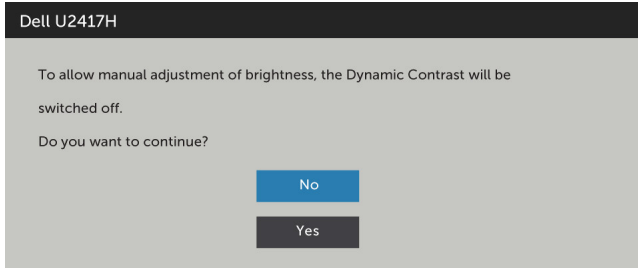 Dell U2417H
To allow manual adjustment of brightness, the Dynamic Contrast will be
switched off.
Do you want to continue?
No
Yes